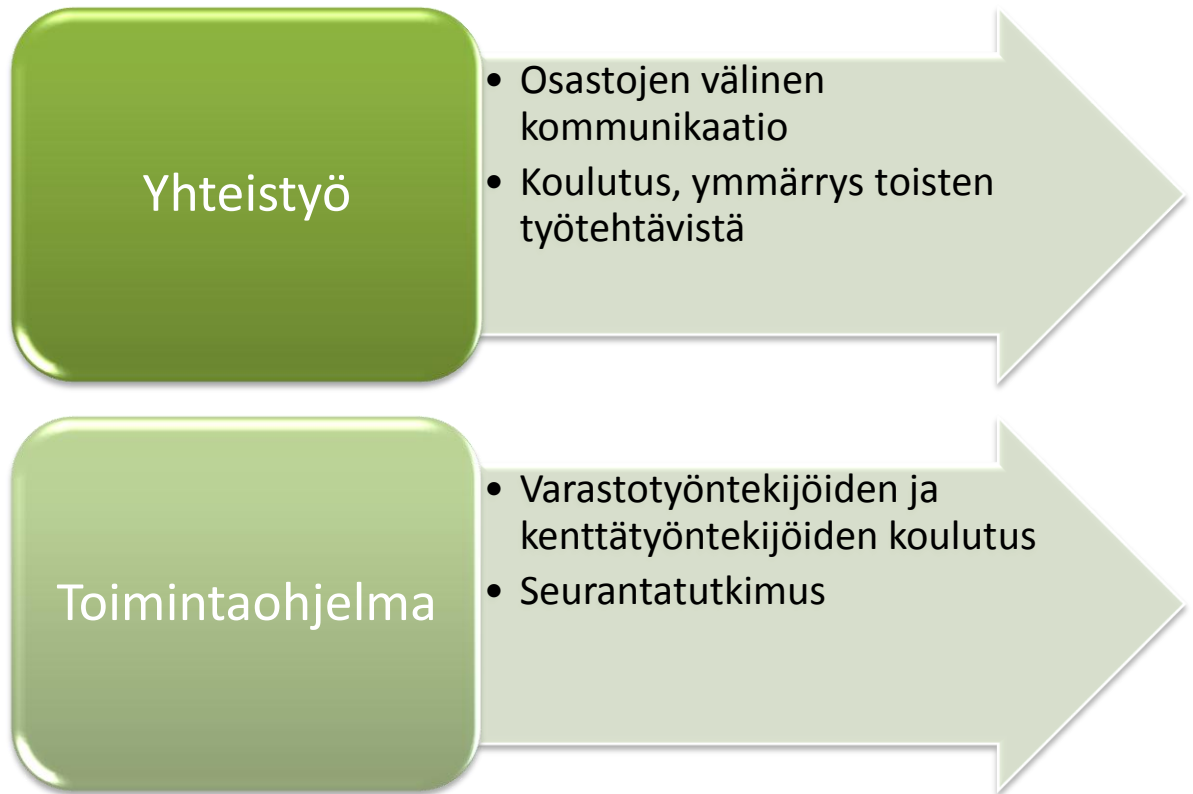 Yhteistyö
• Osastojen välinen
kommunikaatio
• Koulutus, ymmärrys toisten
työtehtävistä
Toimintaohjelma
• Varastotyöntekijöiden ja
kenttätyöntekijöiden koulutus
• Seurantatutkimus